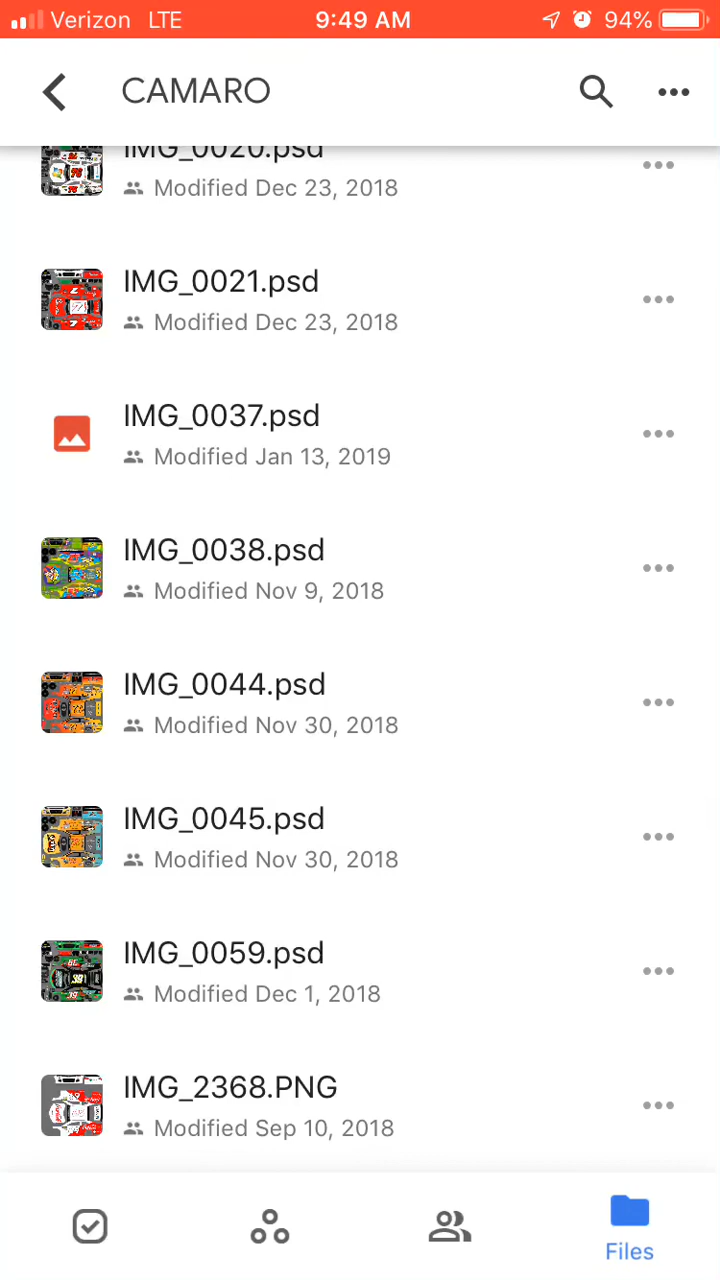 Verizon LTE 9:49 AM 94%
CAMARO
IMG_0020.psd
Modified Dec 23, 2018
IMG_0021.psd
Modified Dec 23, 2018
IMG_0037.psd
Modified Jan 13, 2019
IMG_0038.psd
Modified Nov 9, 2018
IMG_0044.psd
Modified Nov 30, 2018
IMG_0045.psd
Modified Nov 30, 2018
IMG_0059.psd
Modified Dec 1, 2018
IMG_2368.PNG
Modified Sep 10, 2018
Files